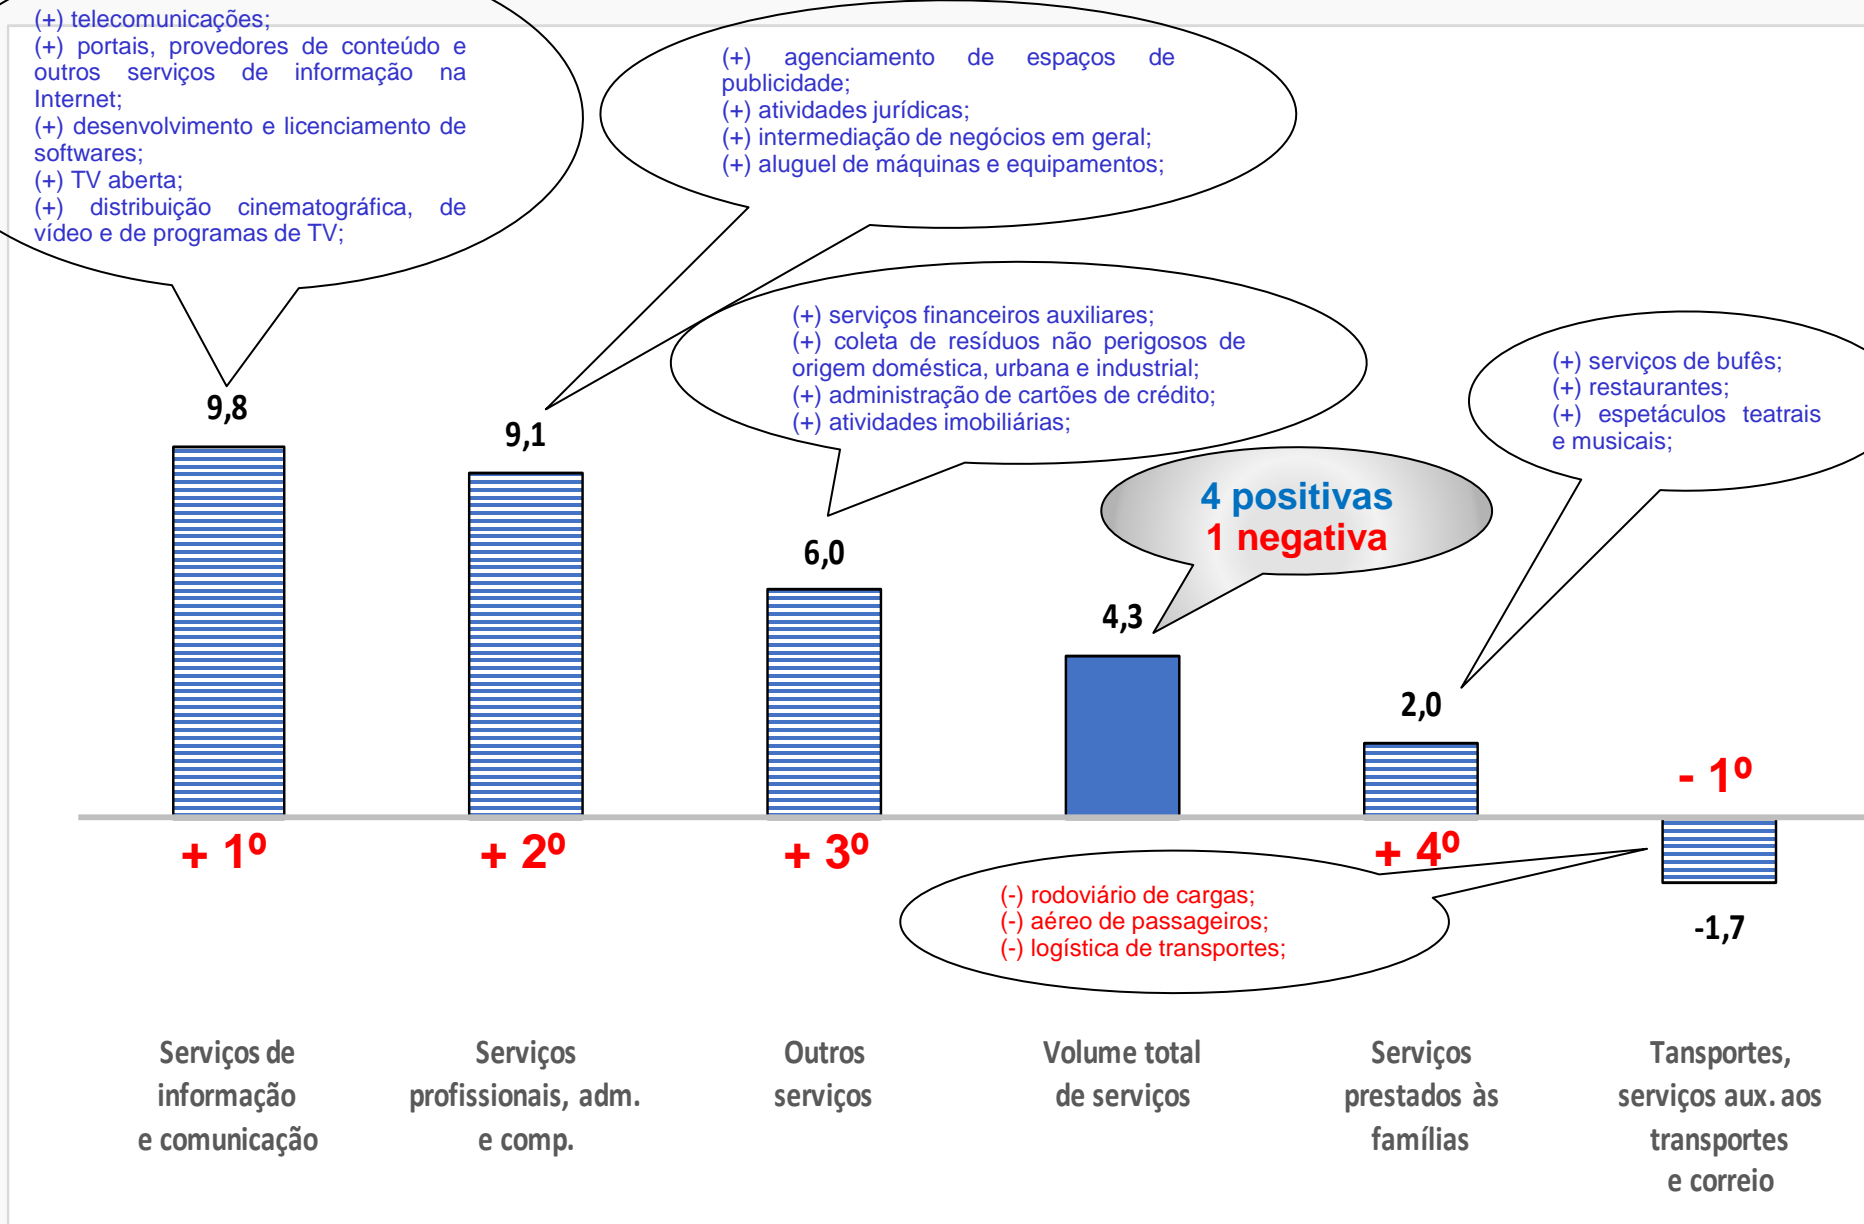 (+) telecomunicações;
(+) portais, provedores de conteúdo e
outros serviços de informação na
Internet;
(+) desenvolvimento e licenciamento de
softwares;
(+) TV aberta;
(+) distribuição cinematográfica, de
vídeo e de programas de TV;
(+) agenciamento de espaços de
publicidade;
(+) atividades jurídicas;
(+) intermediação de negócios em geral;
(+) aluguel de máquinas e equipamentos;
(+) serviços financeiros auxiliares;
(+) coleta de resíduos não perigosos de
origem doméstica, urbana e industrial;
(+) administração de cartões de crédito;
(+) atividades imobiliárias;
(+) serviços de bufês;
(+) restaurantes;
(+) espetáculos teatrais
e musicais;
4 positivas
1 negativa
9,8
9,1
6,0
4,3
2,0
-1,7
+ 1º
+ 2º
+ 3º
+ 4º
- 1º
(-) rodoviário de cargas;
(-) aéreo de passageiros;
(-) logística de transportes;
Serviços de
informação
e comunicação
Serviços
profissionais, adm.
e comp.
Outros
serviços
Volume total
de serviços
Serviços
prestados às
famílias
Tansportes,
serviços aux. aos
transportes
e correio